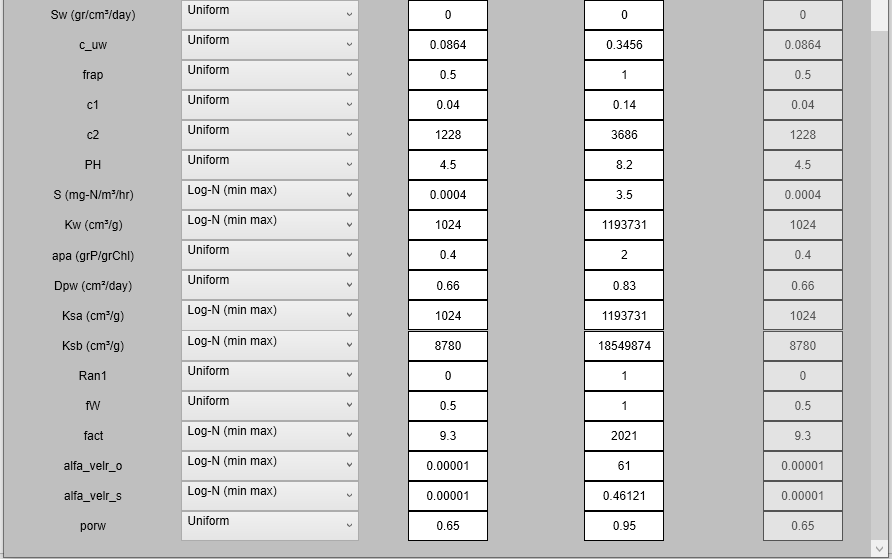 Sw (gr/cm³/day) Uniform 0 0 0
c_uw Uniform 0.0864 0.3456 0.0864
frap Uniform 0.5 1 0.5
c1 Uniform 0.04 0.14 0.04
c2 Uniform 1228 3686 1228
PH Uniform 4.5 8.2 4.5
S (mg-N/m³/hr) Log-N (min max) 0.0004 3.5 0.0004
Kw (cm³/g) Log-N (min max) 1024 1193731 1024
apa (grP/grChl) Uniform 0.4 2 0.4
Dpw (cm²/day) Uniform 0.66 0.83 0.66
Ksa (cm³/g) Log-N (min max) 1024 1193731 1024
Ksb (cm³/g) Log-N (min max) 8780 18549874 8780
Ran1 Uniform 0 1 0
fW Uniform 0.5 1 0.5
fact Log-N (min max) 9.3 2021 9.3
alfa_velr_o Log-N (min max) 0.00001 61 0.00001
alfa_velr_s Log-N (min max) 0.00001 0.46121 0.00001
porw Uniform 0.65 0.95 0.65